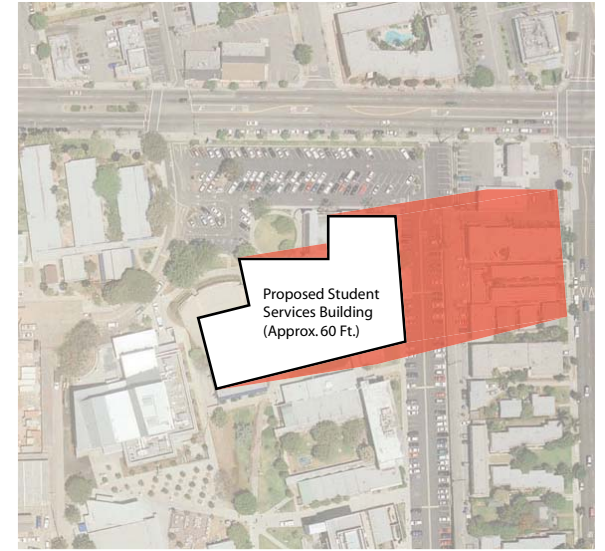 Proposed Student
Services Building
(Approx. 60 Ft.)